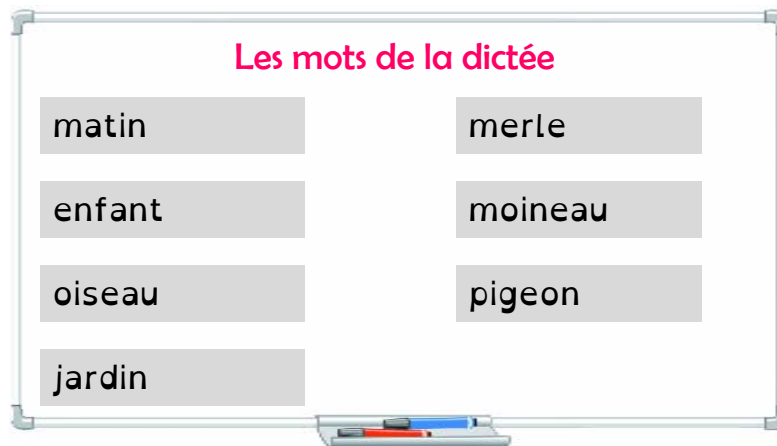 Les mots de la dictée
matin
enfant
oiseau
jardin
merle
moineau
pigeon